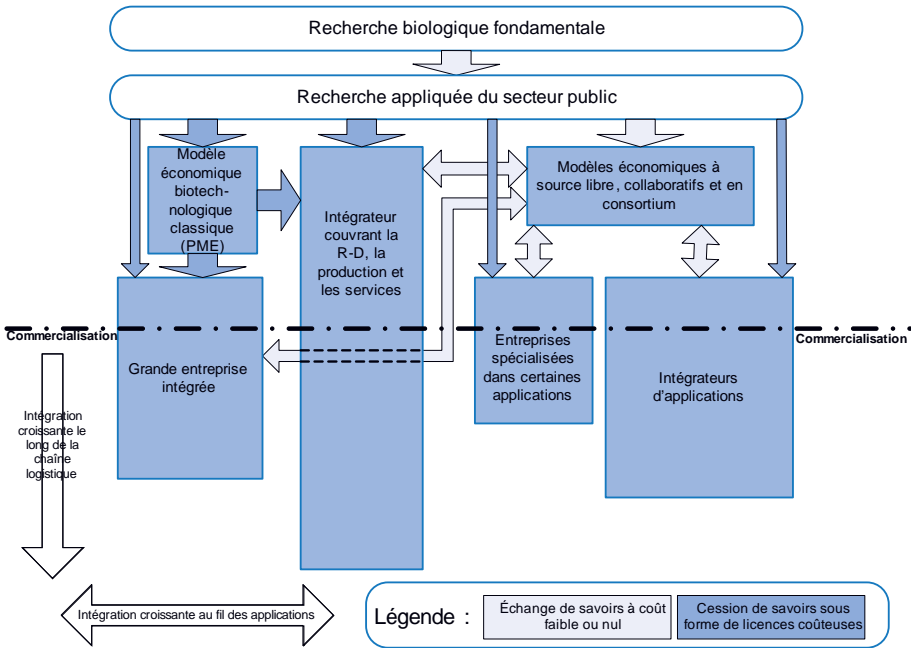 Recherche biologique fondamentale
Recherche appliquée du secteur public
Modèle
économique
biotech-
nologique
classique
(PME)
Intégrateur
couvrant la
R-D, la
production et
les services
Modèles économiques à
source libre, collaboratifs et en
consortium
Commercialisation
Commercialisation
Grande entreprise
intégrée
Entreprises
spécialisées
dans certaines
applications
Intégrateurs
d'applications
Intégration
croissante le
long de la
chaîne
logistique
Intégration croissante au fil des applications
Légende :
Échange de savoirs à coût
faible ou nul
Cession de savoirs sous
forme de licences coûteuses